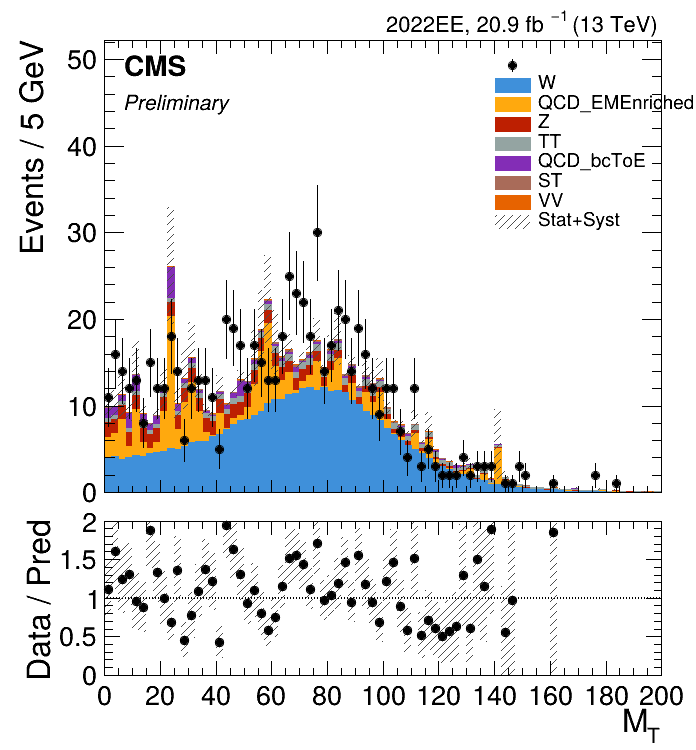 2022EE, 20.9 fb⁻¹ (13 TeV)
CMS
Preliminary
Events / 5 GeV
50
40
30
20
10
0
W
QCD_EMEnriched
Z
TT
QCD_bcToE
ST
VV
Stat+Syst
Data / Pred
2
1.5
1
0.5
0
0 20 40 60 80 100 120 140 160 180 200
M_T